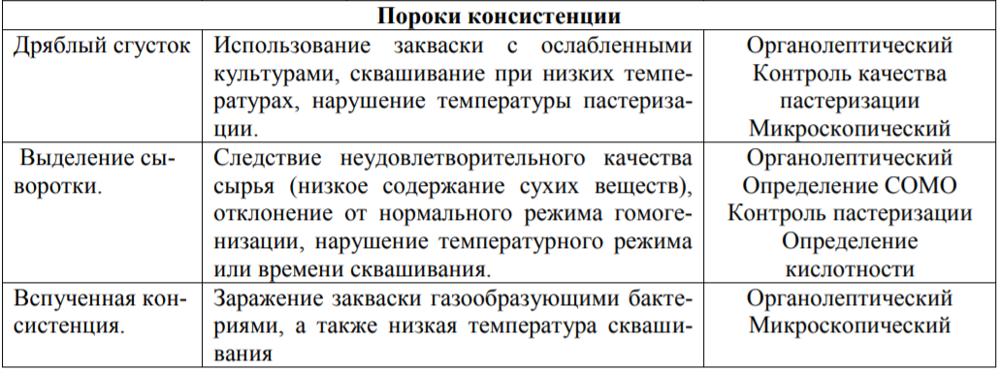 Пороки консистенции
Дряблый сгусток
Использование закваски с ослабленными
культурами, сквашивание при низких темпе-
ратурах, нарушение температуры пастериза-
ции.
Органолептический
Контроль качества
пастеризации
Микроскопический
Выделение сы-
воротки.
Следствие неудовлетворительного качества
сырья (низкое содержание сухих веществ),
отклонение от нормального режима гомоге-
низации, нарушение температурного режима
или времени сквашивания.
Органолептический
Определение СОМО
Контроль пастеризации
Определение
кислотности
Вспученная кон-
систенция.
Заражение закваски газообразующими бакте-
риями, а также низкая температура сквани-
вания
Органолептический
Микроскопический